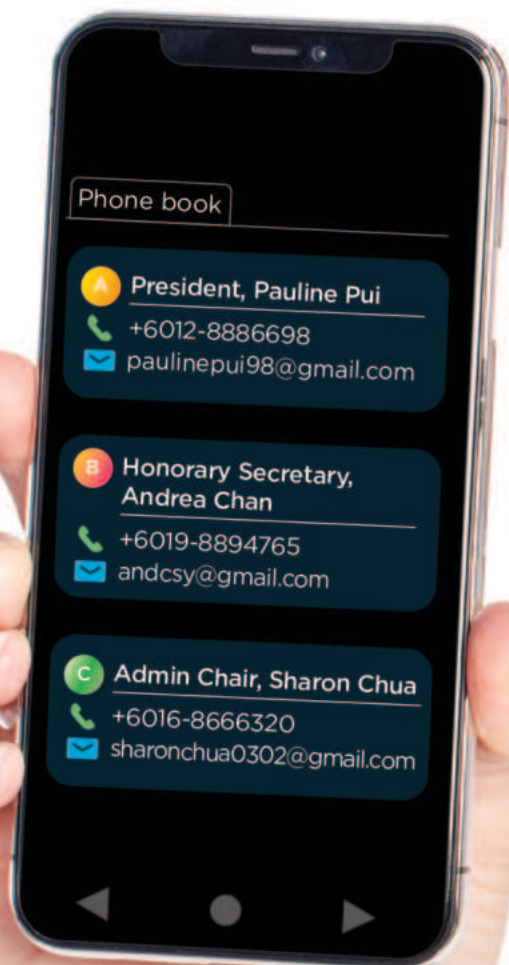 Phone book
A President, Pauline Pui
+6012-8886698
paulinepui98@gmail.com
B Honorary Secretary,
Andrea Chan
+6019-8894765
andcsy@gmail.com
C Admin Chair, Sharon Chua
+6016-8666320
sharonchua0302@gmail.com